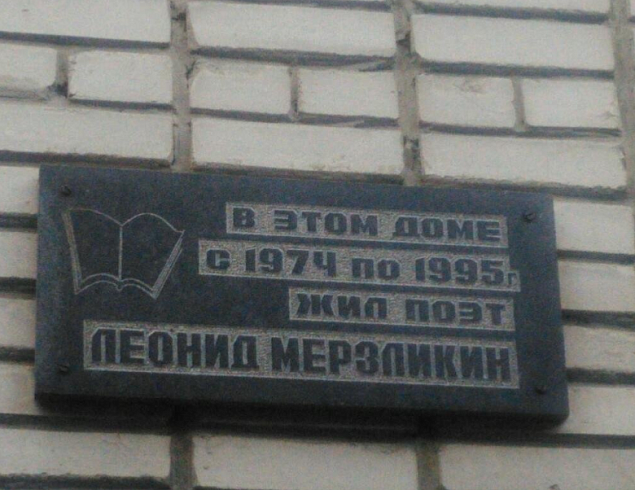 В ЭТОМ ДОМЕ
С 1974 ПО 1995г
ЖИЛ ПОЭТ
ЛЕОНИД МЕРЗЛИКИН